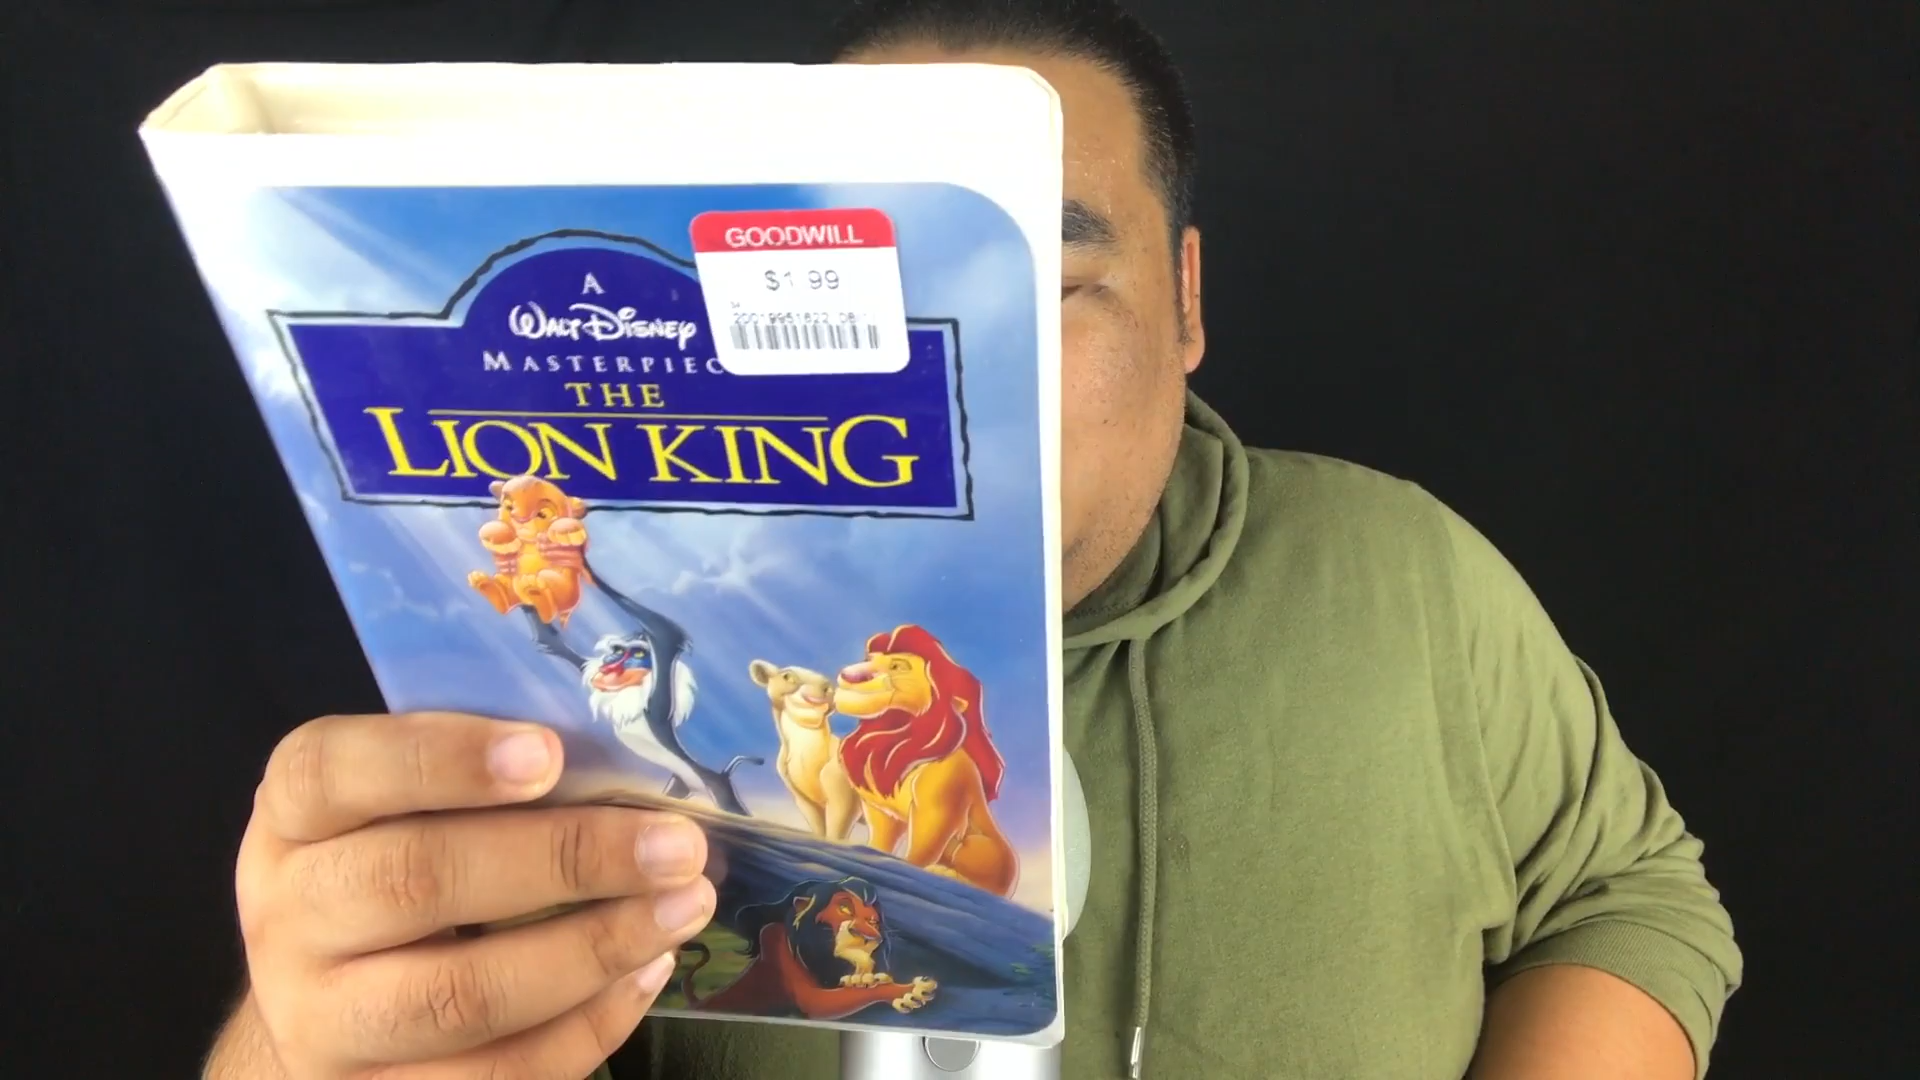 GOODWILL
$1.99
A
WALT DISNEY
MASTERPIEC
THE
LION KING